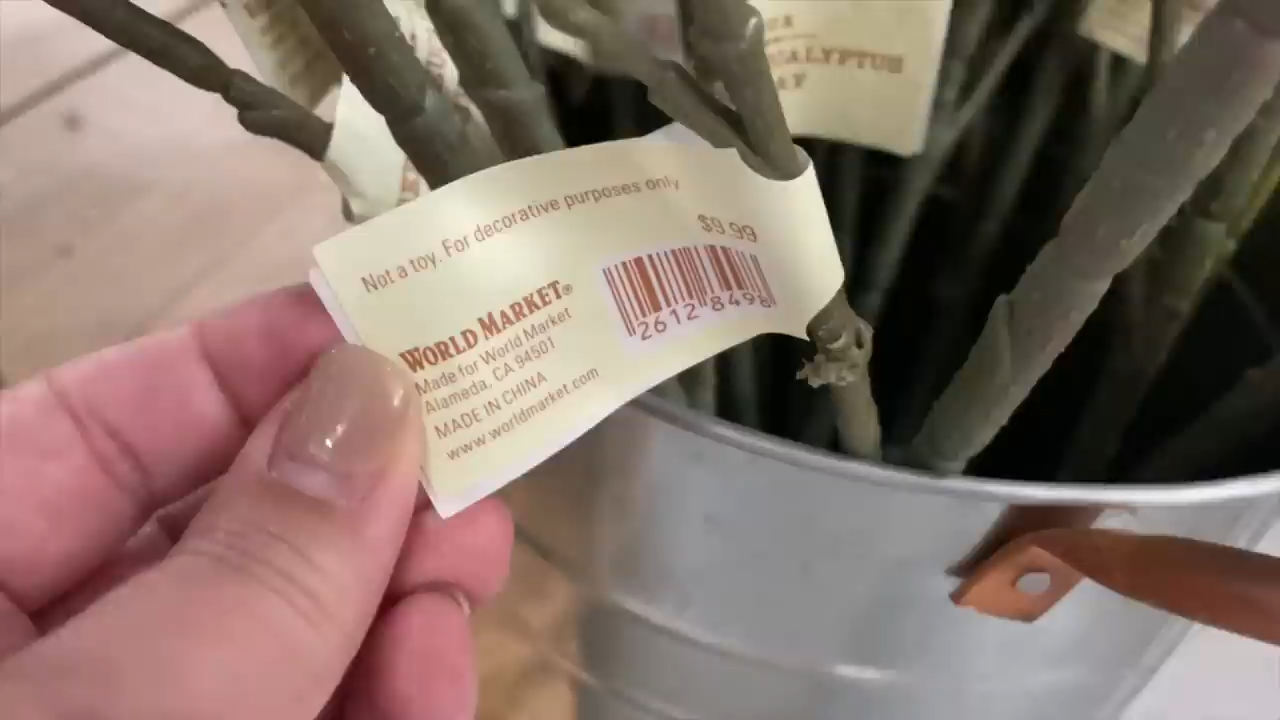 Not a toy. For decorative purposes only
$9.99
WORLD MARKET®
Made for World Market
Alameda, CA 94501
MADE IN CHINA
www.worldmarket.com
2612 8498